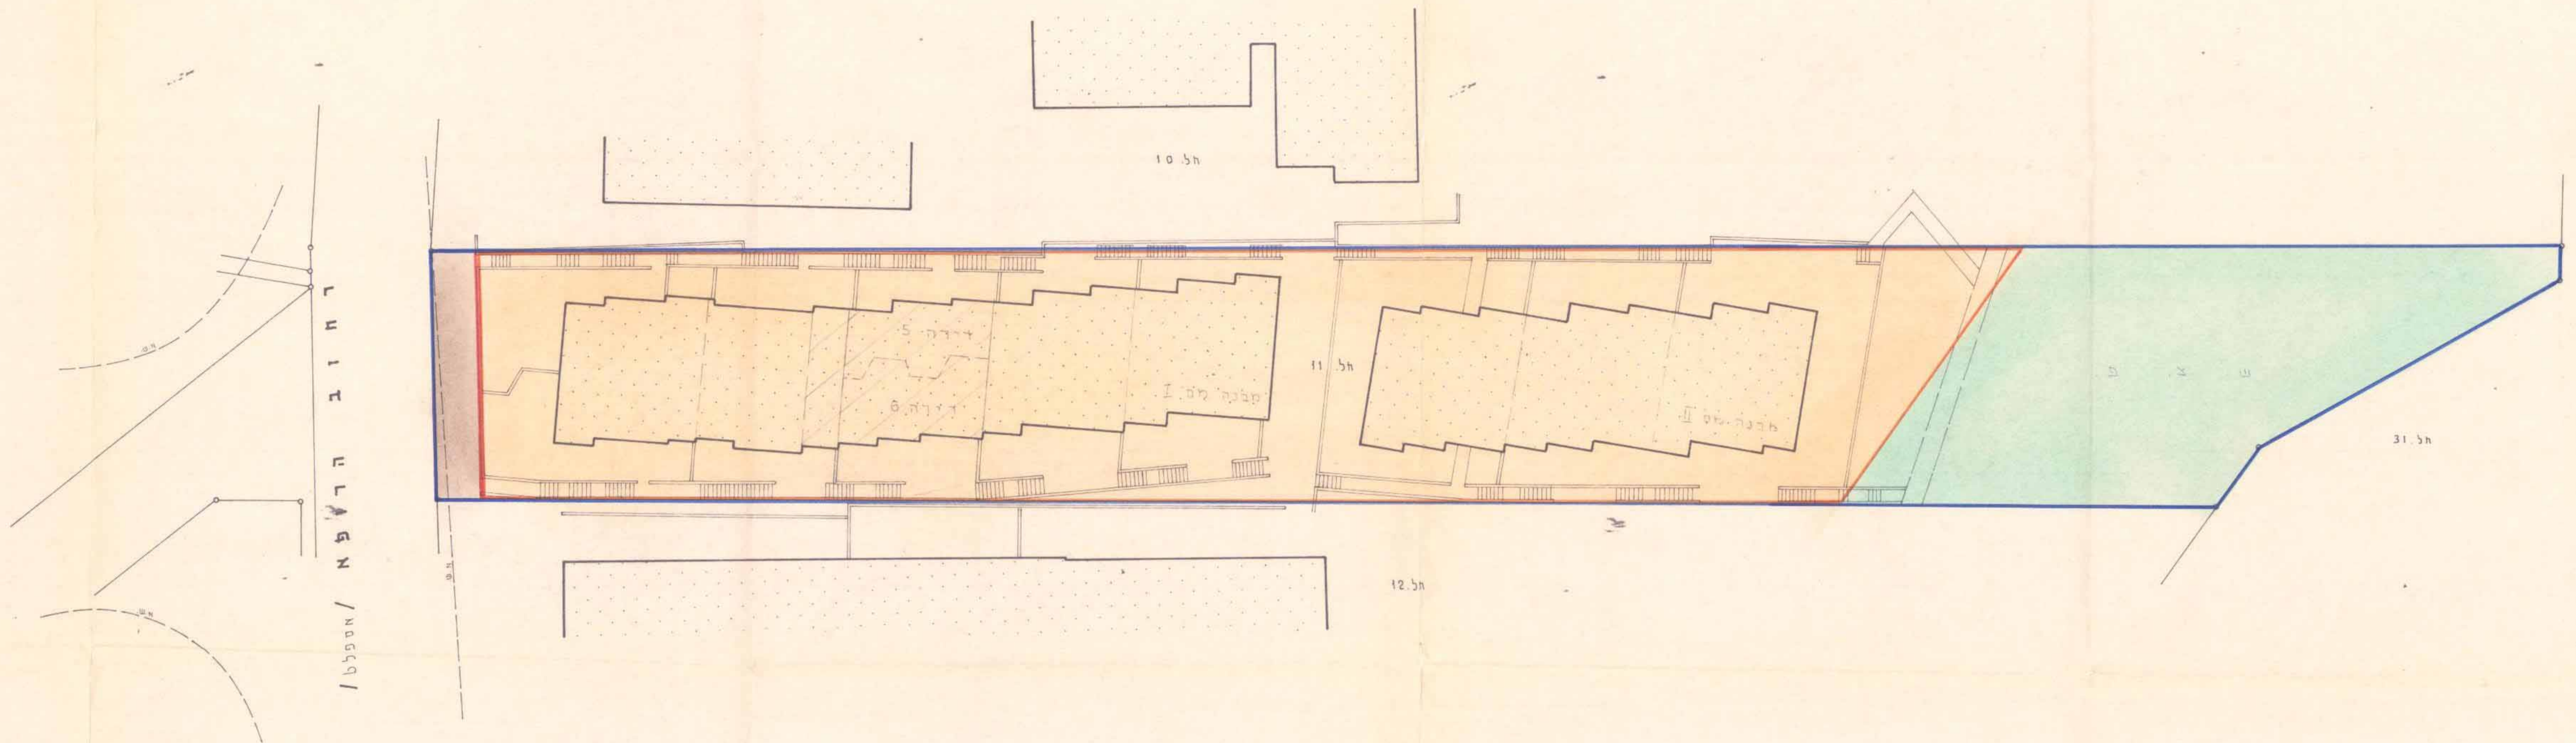 חל. 10
רחוב הרופא /אספלט/
דירה 5
דירה 6
מבנה מס I
חל. 11
מבנה מס II
ש צ פ
חל. 31
חל. 12